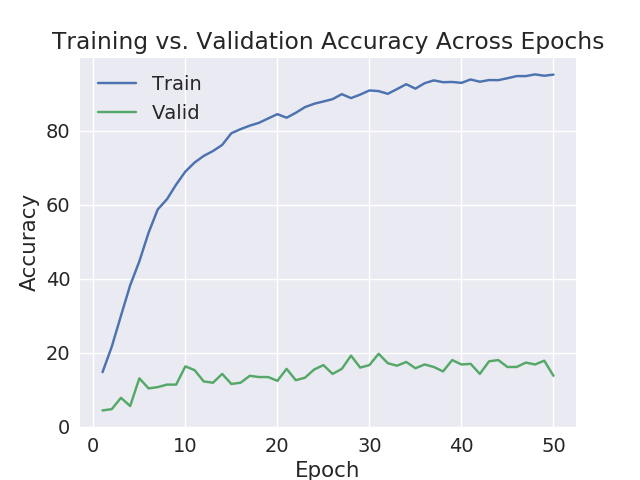 Training vs. Validation Accuracy Across Epochs
Train
Valid
Accuracy
80
60
40
20
0
0 10 20 30 40 50
Epoch